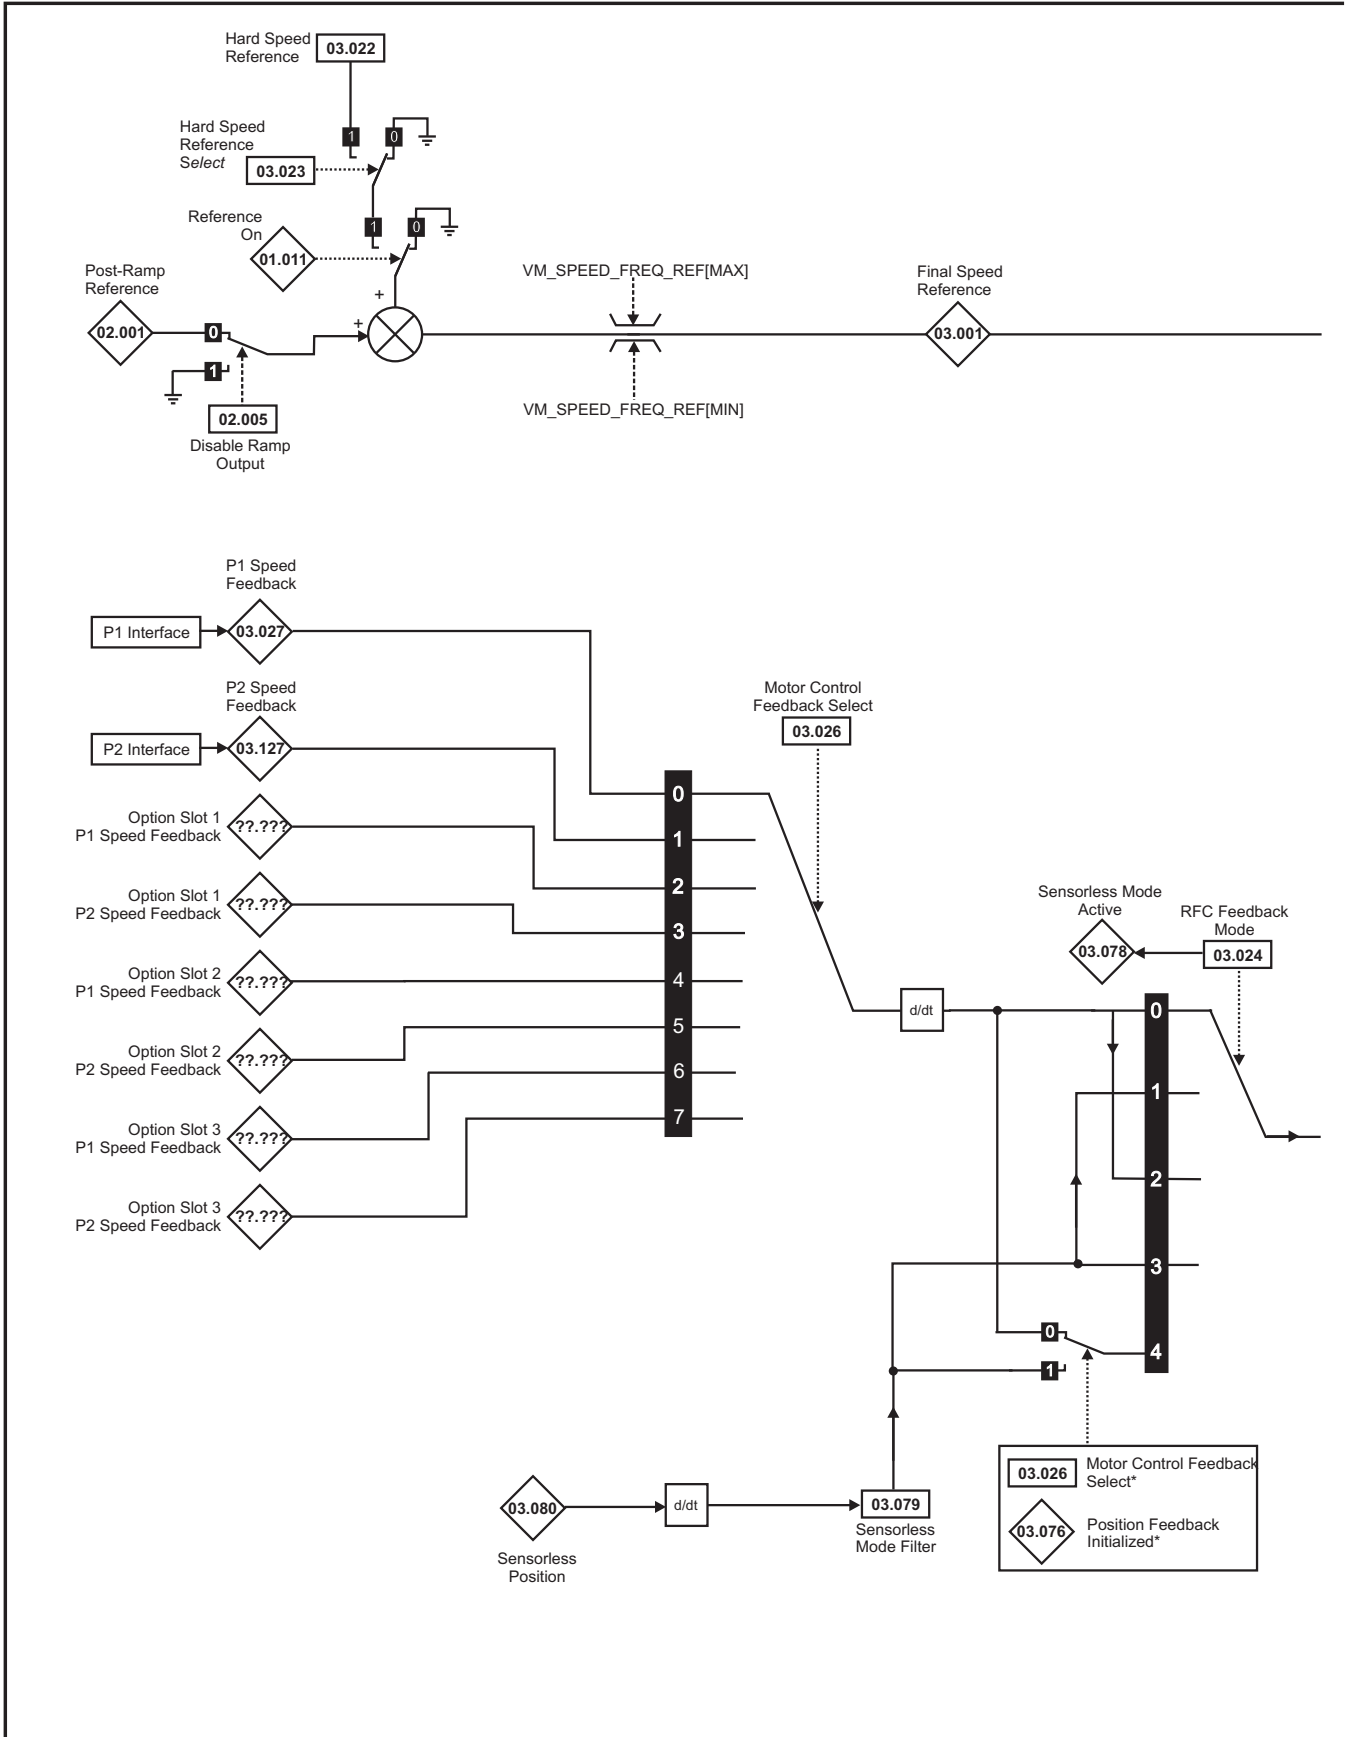 Hard Speed
Reference
03.022
1
0
Hard Speed
Reference
Select
03.023
Reference
On
1
0
01.011
Post-Ramp
Reference
02.001
0
1
+
+
VM_SPEED_FREQ_REF[MAX]
VM_SPEED_FREQ_REF[MIN]
Final Speed
Reference
03.001
02.005
Disable Ramp
Output
P1 Speed
Feedback
P1 Interface
03.027
P2 Speed
Feedback
P2 Interface
03.127
Option Slot 1
P1 Speed Feedback
??.???
Option Slot 1
P2 Speed Feedback
??.???
Option Slot 2
P1 Speed Feedback
??.???
Option Slot 2
P2 Speed Feedback
??.???
Option Slot 3
P1 Speed Feedback
??.???
Option Slot 3
P2 Speed Feedback
??.???
0
1
2
3
4
5
6
7
Motor Control
Feedback Select
03.026
d/dt
Sensorless Mode
Active
03.078
RFC Feedback
Mode
03.024
0
1
2
3
4
0
1
03.026
Motor Control Feedback
Select*
03.076
Position Feedback
Initialized*
03.080
Sensorless
Position
d/dt
03.079
Sensorless
Mode Filter